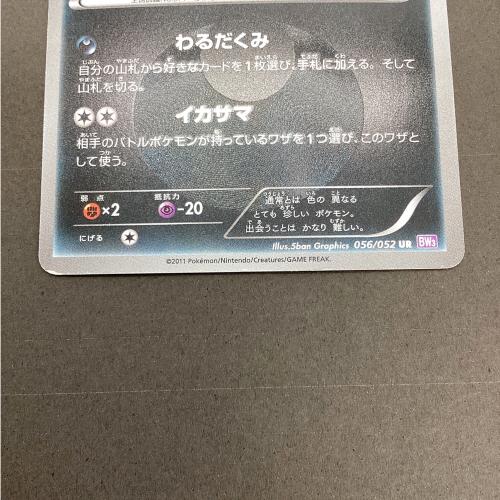 わるだくみ
自分の山札から好きなカードを1枚選び、手札に加える。そして
山札を切る。
イカサマ
相手のバトルポケモンが持っているワザを1つ選び、このワザと
して使う。
弱点 抵抗力
×2 -20
にげる
通常とは 色の 異なる
とても 珍しい ポケモン。
出会うことは かなり 難しい。
Illus.5ban Graphics 056/052 UR BW3
©2011 Pokémon/Nintendo/Creatures/GAME FREAK.